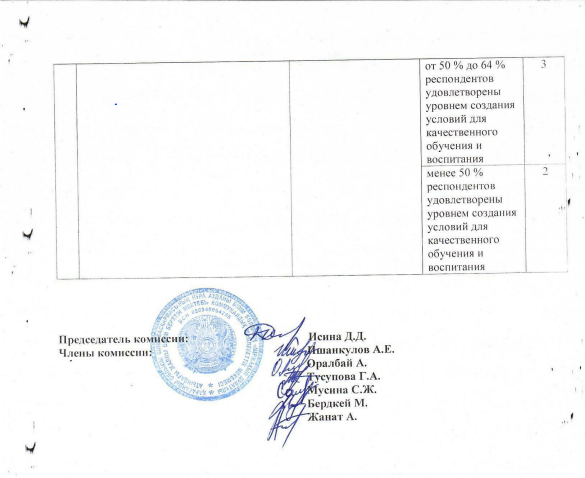 от 50 % до 64 %
респондентов
удовлетворены
уровнем создания
условий для
качественного
обучения и
воспитания
3
менее 50 %
респондентов
удовлетворены
уровнем создания
условий для
качественного
обучения и
воспитания
2
Председатель комиссии: Исина Д.Д.
Члены комиссии: Ишанкулов А.Е.
Оралбай А.
Тусупова Г.А.
Мусина С.Ж.
Бердкей М.
Жанат А.